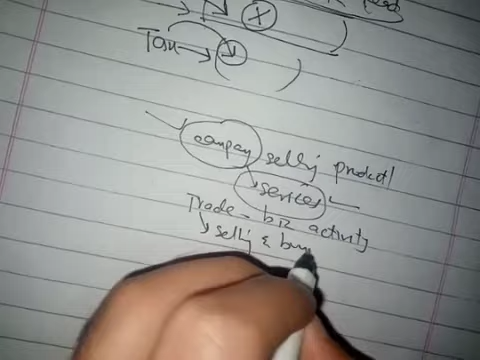 Tax → ↓ ( )
company selling product/
services
Trade - biz activity
↳ selling & buy